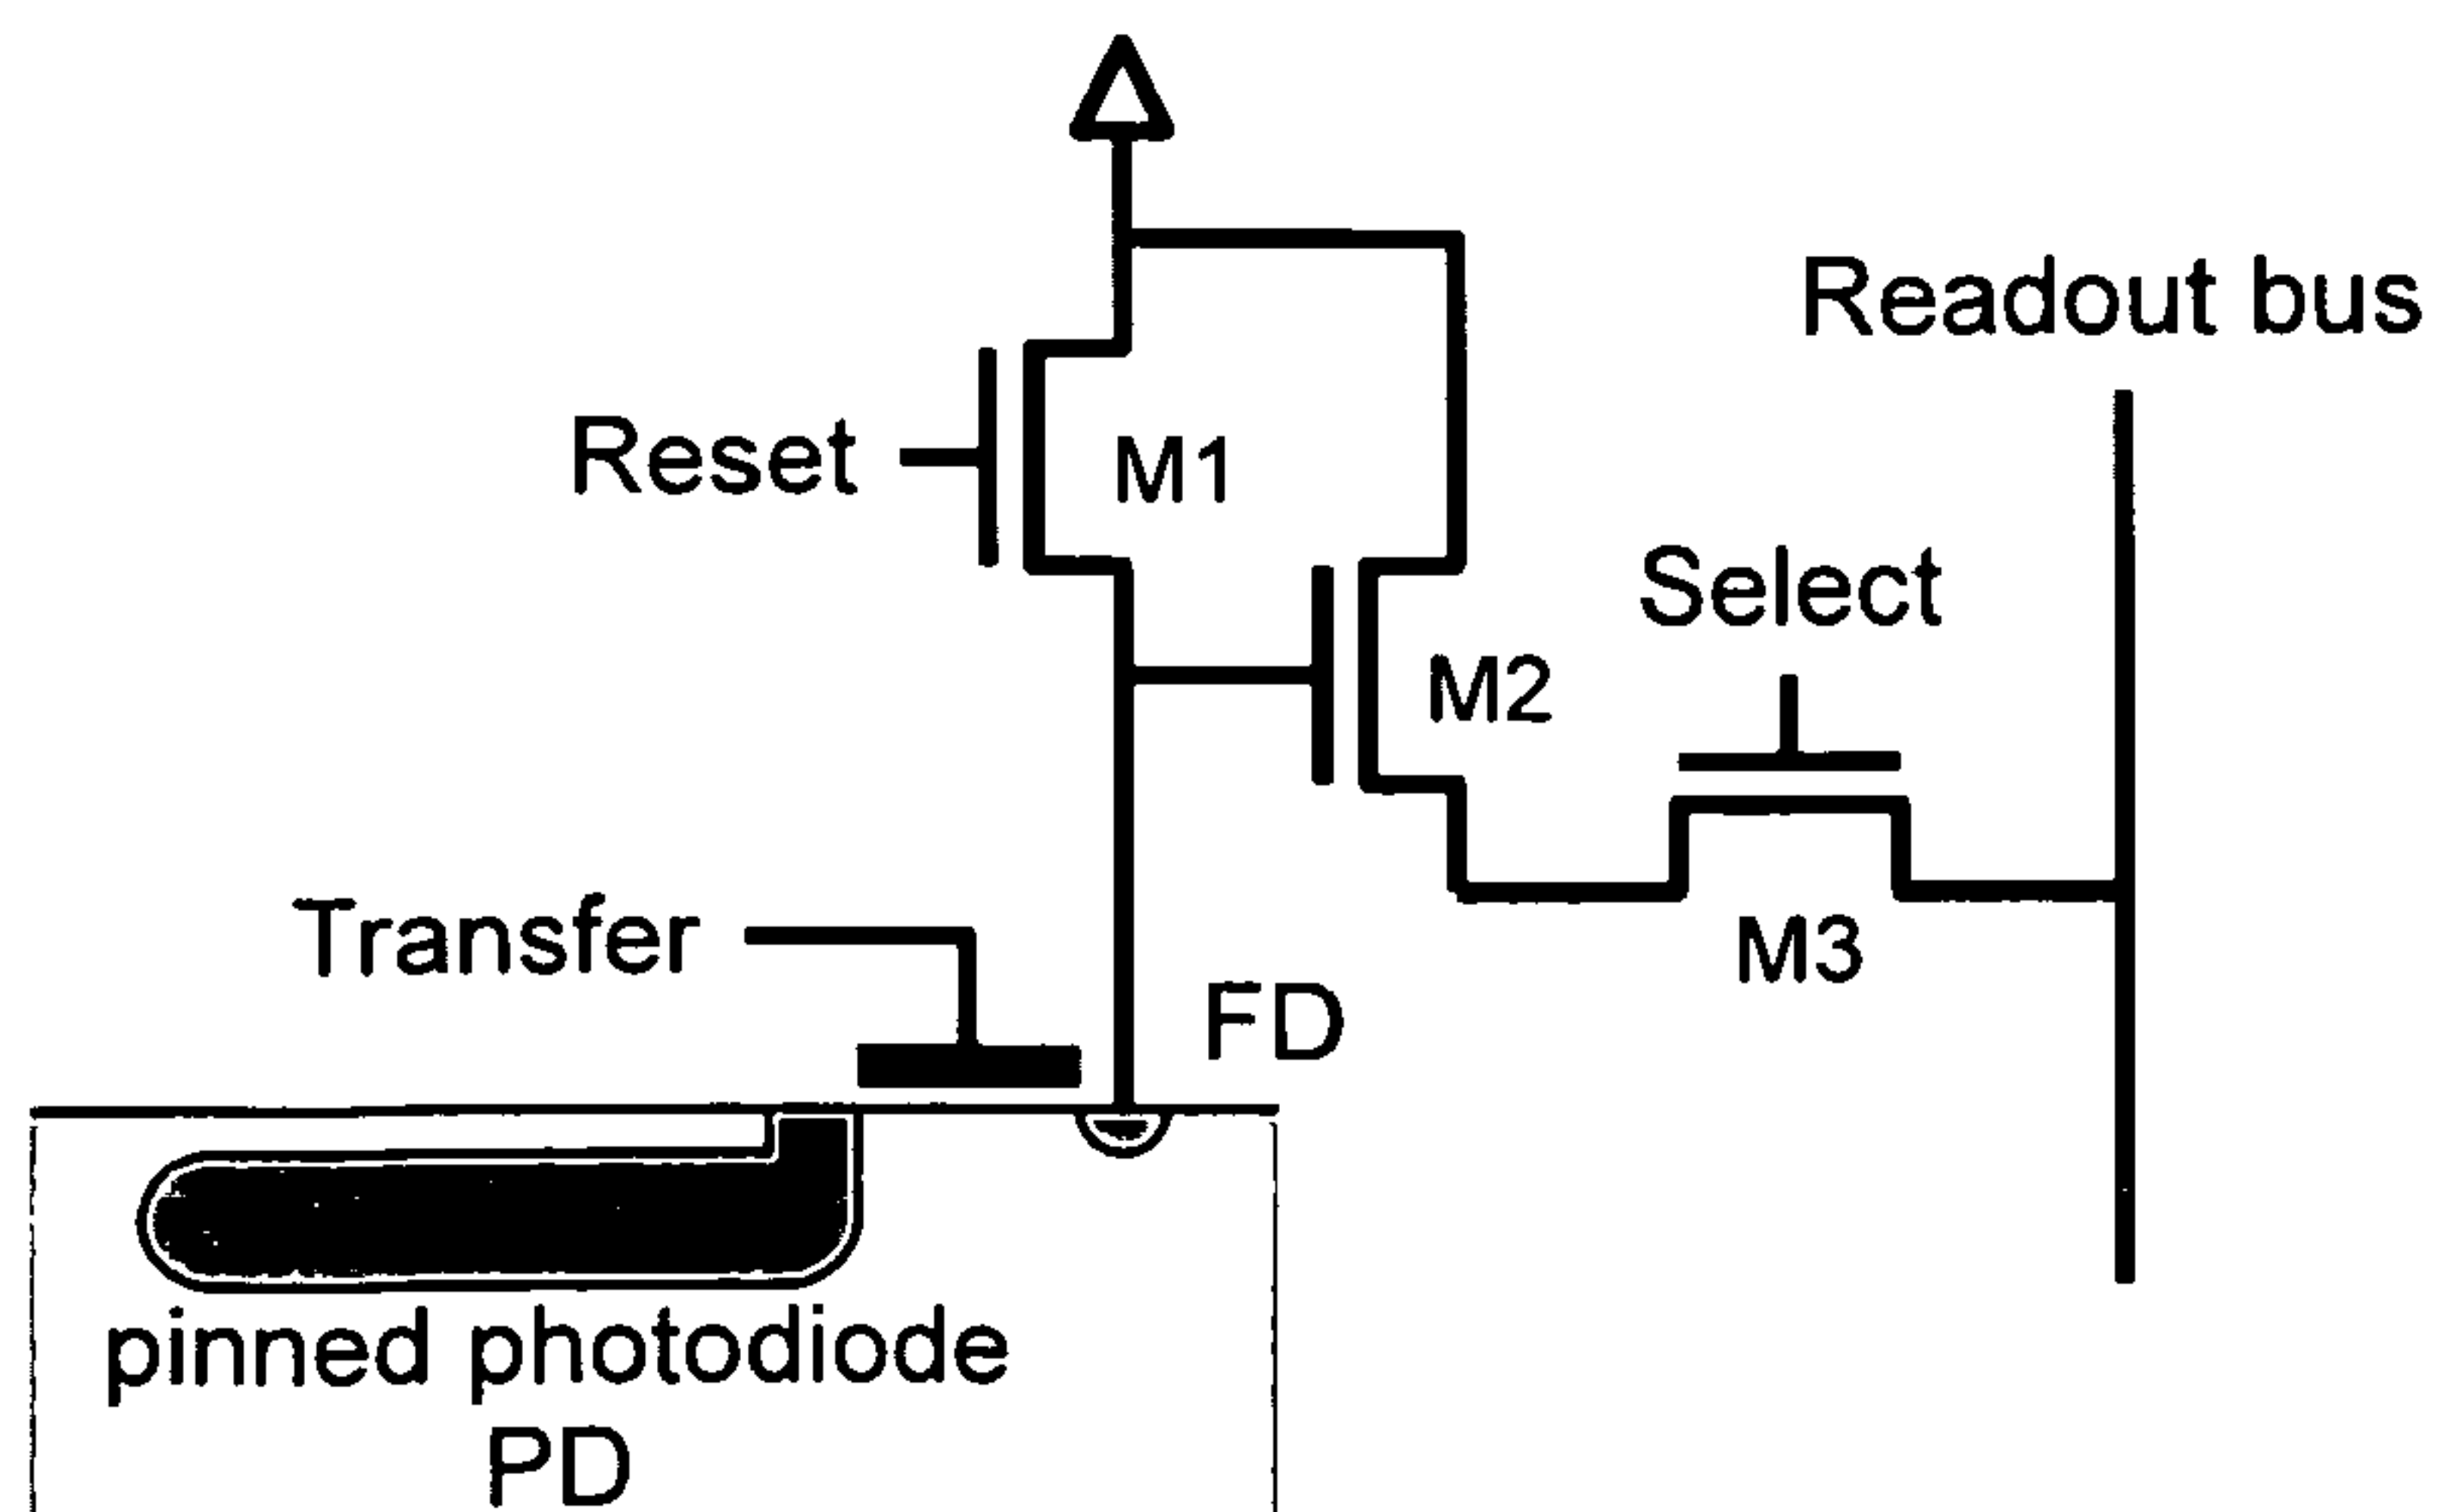 Readout bus
Reset
M1
Select
M2
Transfer
M3
FD
pinned photodiode
PD